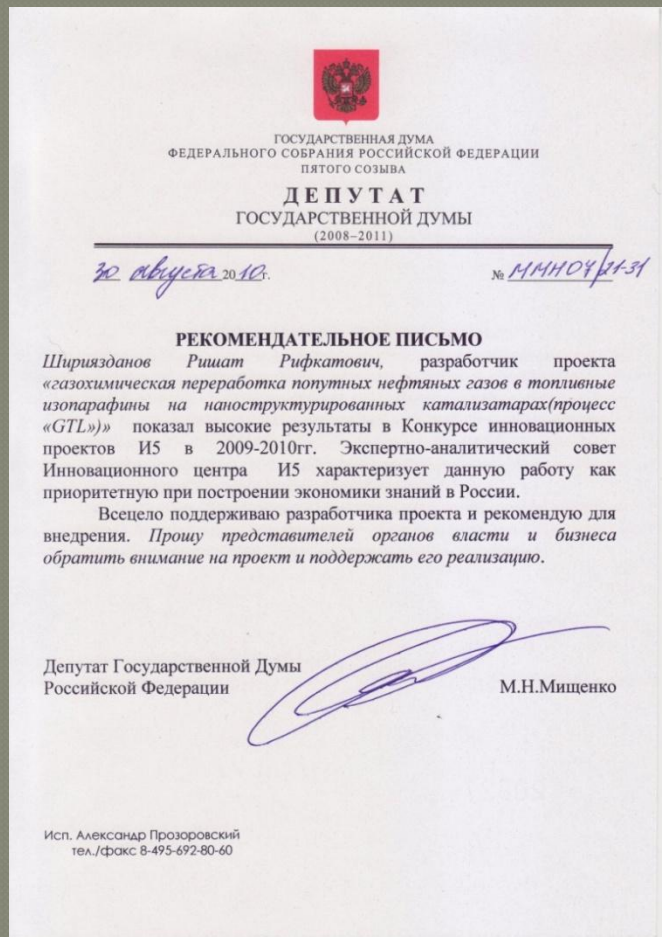 ГОСУДАРСТВЕННАЯ ДУМА
ФЕДЕРАЛЬНОГО СОБРАНИЯ РОССИЙСКОЙ ФЕДЕРАЦИИ
ПЯТОГО СОЗЫВА
ДЕПУТАТ
ГОСУДАРСТВЕННОЙ ДУМЫ
(2008–2011)
30 августа 2010г. № ММН04/21-31
РЕКОМЕНДАТЕЛЬНОЕ ПИСЬМО
Шириязданов Ришат Рифкатович, разработчик проекта
«газохимическая переработка попутных нефтяных газов в топливные
изопарафины на наноструктурированных катализатарах(процесс
«GTL»)» показал высокие результаты в Конкурсе инновационных
проектов И5 в 2009-2010гг. Экспертно-аналитический совет
Инновационного центра И5 характеризует данную работу как
приоритетную при построении экономики знаний в России.
Всецело поддерживаю разработчика проекта и рекомендую для
внедрения. Прошу представителей органов власти и бизнеса
обратить внимание на проект и поддержать его реализацию.
Депутат Государственной Думы
Российской Федерации М.Н.Мищенко
Исп. Александр Прозоровский
тел./факс 8-495-692-80-60